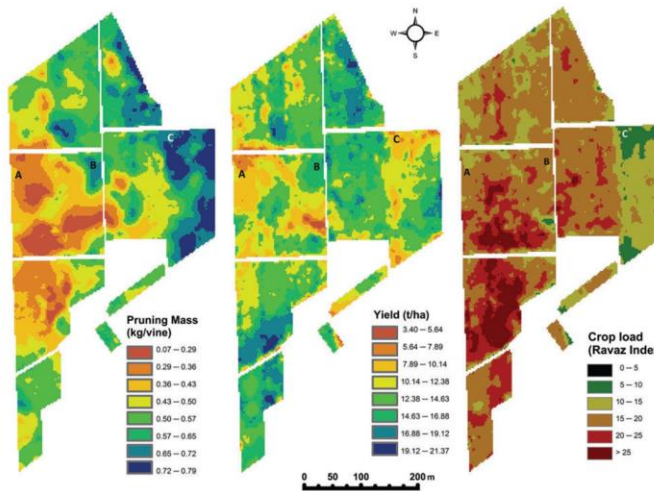 N
W E
S
C
C
C
B
B
B
A
A
A
Pruning Mass
(kg/vine)
0.07 – 0.29
0.29 – 0.36
0.36 – 0.43
0.43 – 0.50
0.50 – 0.57
0.57 – 0.65
0.65 – 0.72
0.72 – 0.79
Yield (t/ha)
3.40 – 5.64
5.64 – 7.89
7.89 – 10.14
10.14 – 12.38
12.38 – 14.63
14.63 – 16.88
16.88 – 19.12
19.12 – 21.37
Crop load
(Ravaz Inde
0 – 5
5 – 10
10 – 15
15 – 20
20 – 25
> 25
0 50 100 200 m